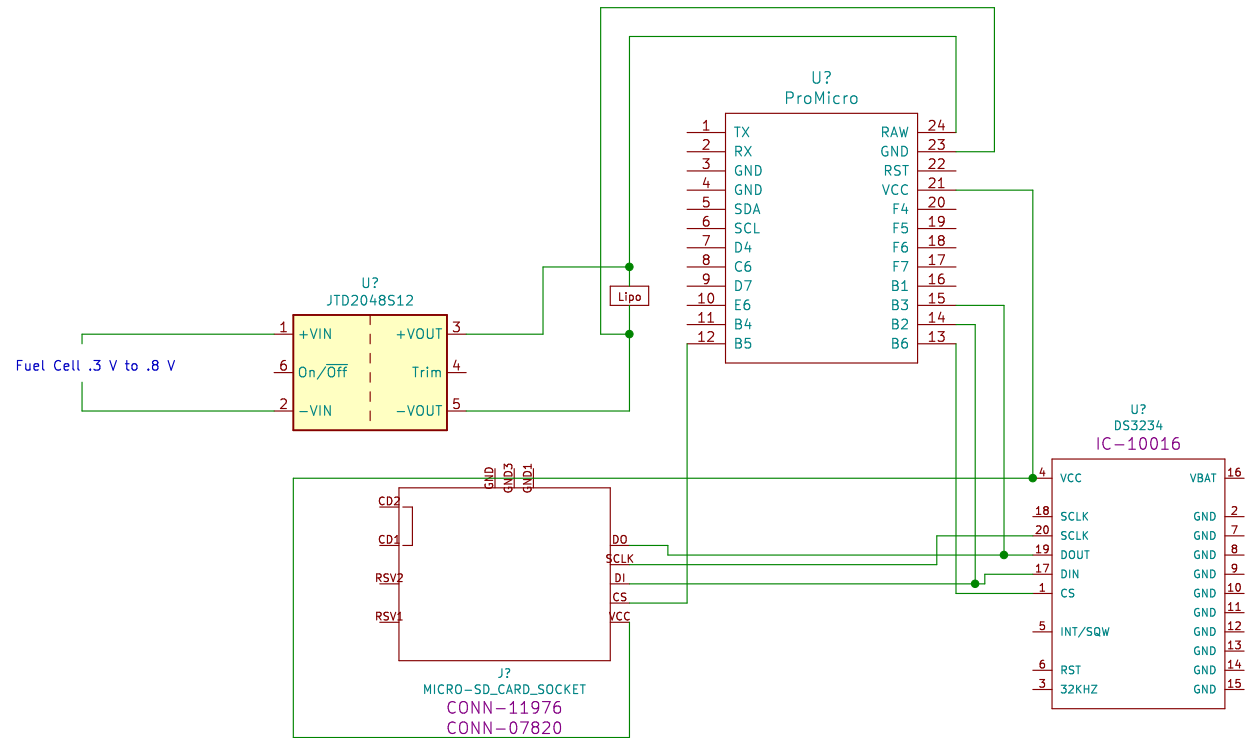 U?
ProMicro
1 TX RAW 24
2 RX GND 23
3 GND RST 22
4 GND VCC 21
5 SDA F4 20
6 SCL F5 19
7 D4 F6 18
8 C6 F7 17
9 D7 B1 16
10 E6 B3 15
11 B4 B2 14
12 B5 B6 13
Lipo
U?
JTD2048S12
1 +VIN +VOUT 3
6 On/Off Trim 4
2 -VIN -VOUT 5
Fuel Cell .3 V to .8 V
U?
DS3234
IC-10016
4 VCC VBAT 16
18 SCLK GND 2
20 SCLK GND 7
19 DOUT GND 8
17 DIN GND 9
1 CS GND 10
GND 11
5 INT/SQW GND 12
GND 13
6 RST GND 14
3 32KHZ GND 15
GND GND3 GND1
CD2
CD1 DO
SCLK
RSV2 DI
CS
RSV1 VCC
J?
MICRO-SD_CARD_SOCKET
CONN-11976
CONN-07820